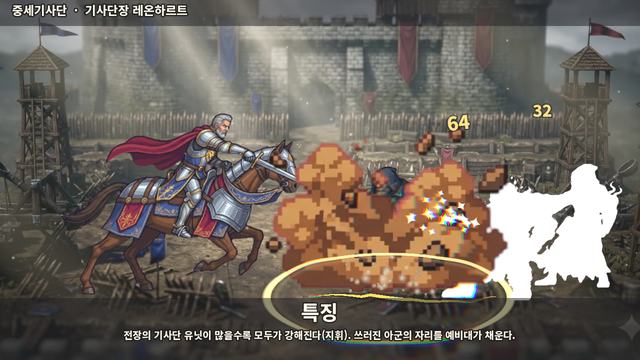 중세기사단 · 기사단장 레온하르트
64
32
특징
전장의 기사단 유닛이 많을수록 모두가 강해진다(지휘). 쓰러진 아군의 자리를 예비대가 채운다.